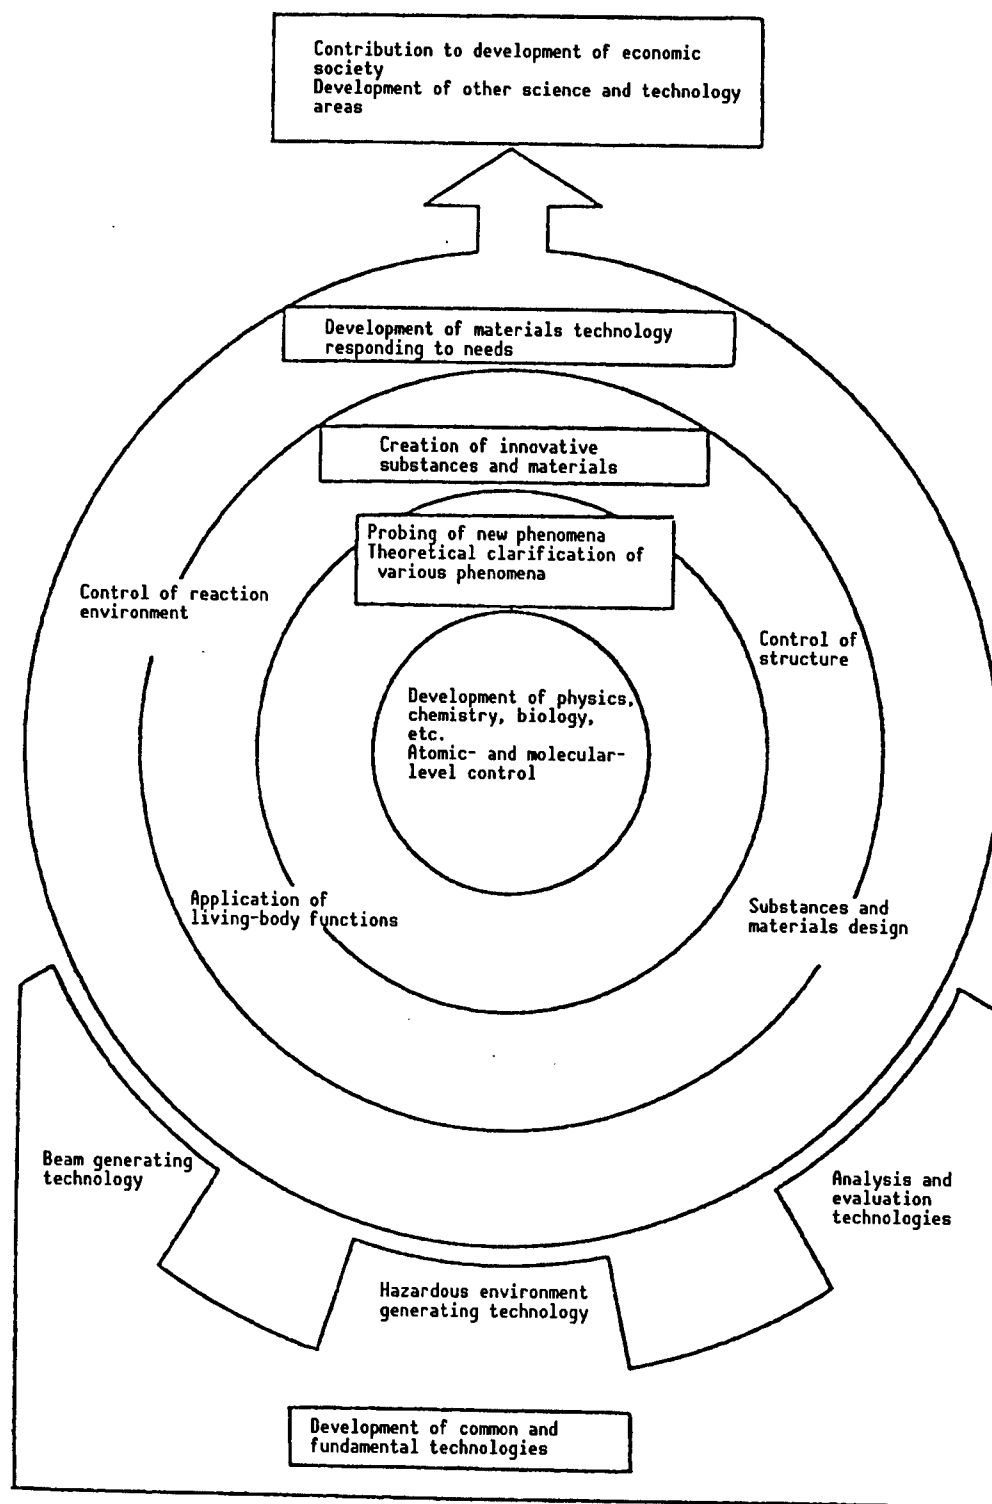 Contribution to development of economic
society
Development of other science and technology
areas
Development of materials technology
responding to needs
Creation of innovative
substances and materials
Probing of new phenomena
Theoretical clarification of
various phenomena
Control of reaction
environment
Control of
structure
Development of physics,
chemistry, biology,
etc.
Atomic- and molecular-
level control
Application of
living-body functions
Substances and
materials design
Beam generating
technology
Analysis and
evaluation
technologies
Hazardous environment
generating technology
Development of common and
fundamental technologies